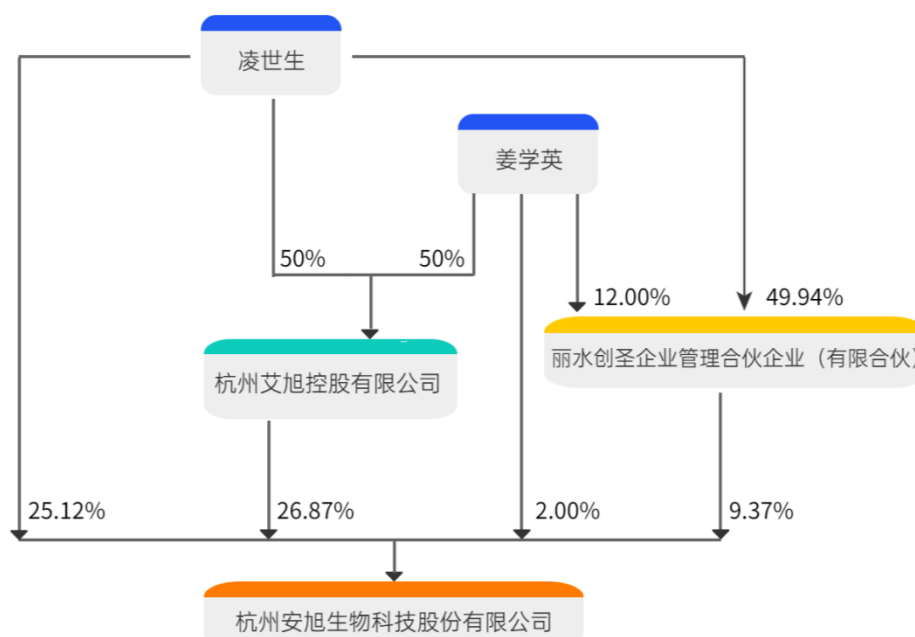 凌世生
姜学英
50%
50%
12.00%
49.94%
杭州艾旭控股有限公司
丽水创圣企业管理合伙企业（有限合伙）
25.12%
26.87%
2.00%
9.37%
杭州安旭生物科技股份有限公司